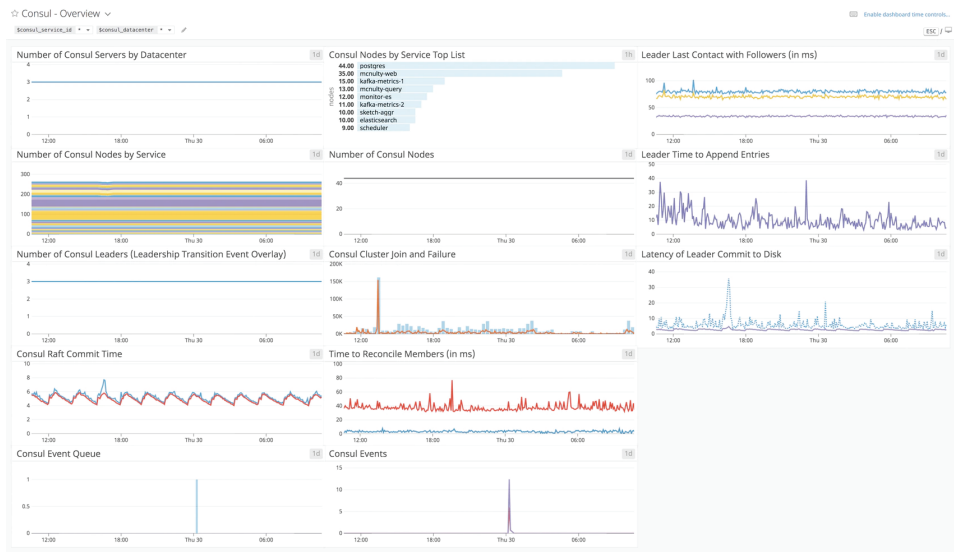 Consul - Overview
Enable dashboard time controls...
$consul_service_id * $consul_datacenter *
ESC /
Number of Consul Servers by Datacenter 1d
4
3
2
1
0
12:00 18:00 Thu 30 06:00
Consul Nodes by Service Top List 1h
nodes
44.00 postgres
35.00 mcnulty-web
15.00 kafka-metrics-1
13.00 mcnulty-query
12.00 monitor-es
11.00 kafka-metrics-2
10.00 sketch-aggr
10.00 elasticsearch
9.00 scheduler
Leader Last Contact with Followers (in ms) 1d
100
50
0
12:00 18:00 Thu 30 06:00
Number of Consul Nodes by Service 1d
300
200
100
0
12:00 18:00 Thu 30 06:00
Number of Consul Nodes 1d
40
20
0
12:00 18:00 Thu 30 06:00
Leader Time to Append Entries 1d
50
40
30
20
10
0
12:00 18:00 Thu 30 06:00
Number of Consul Leaders (Leadership Transition Event Overlay) 1d
4
3
2
1
0
12:00 18:00 Thu 30 06:00
Consul Cluster Join and Failure 1d
200K
150K
100K
50K
0K
12:00 18:00 Thu 30 06:00
Latency of Leader Commit to Disk 1d
40
30
20
10
0
12:00 18:00 Thu 30 06:00
Consul Raft Commit Time 1d
10
8
6
4
2
0
12:00 18:00 Thu 30 06:00
Time to Reconcile Members (in ms) 1d
100
80
60
40
20
0
12:00 18:00 Thu 30 06:00
Consul Event Queue 1d
1
0.5
0
12:00 18:00 Thu 30 06:00
Consul Events 1d
15
10
5
0
12:00 18:00 Thu 30 06:00